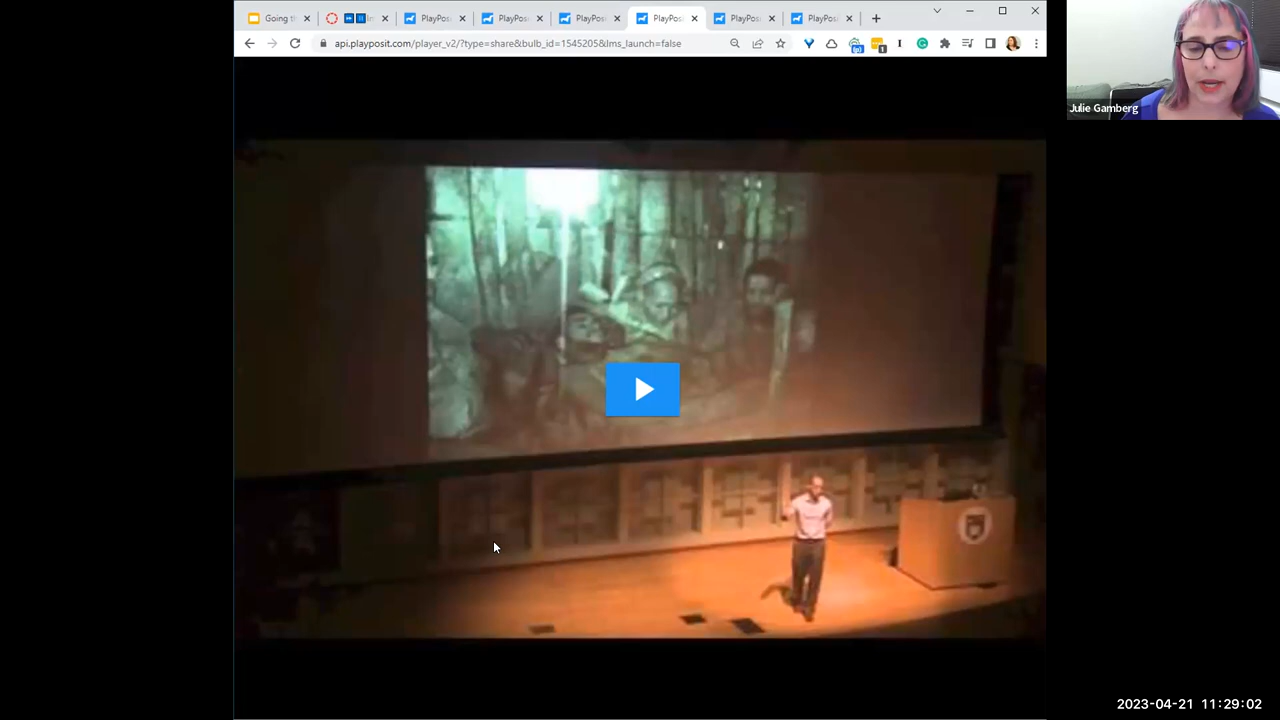 Going t
PlayPos
PlayPos
PlayPos
PlayPos
PlayPos
PlayPos
api.playposit.com/player_v2/?type=share&bulb_id=1545205&lms_launch=false
Julie Gamberg
2023-04-21 11:29:02